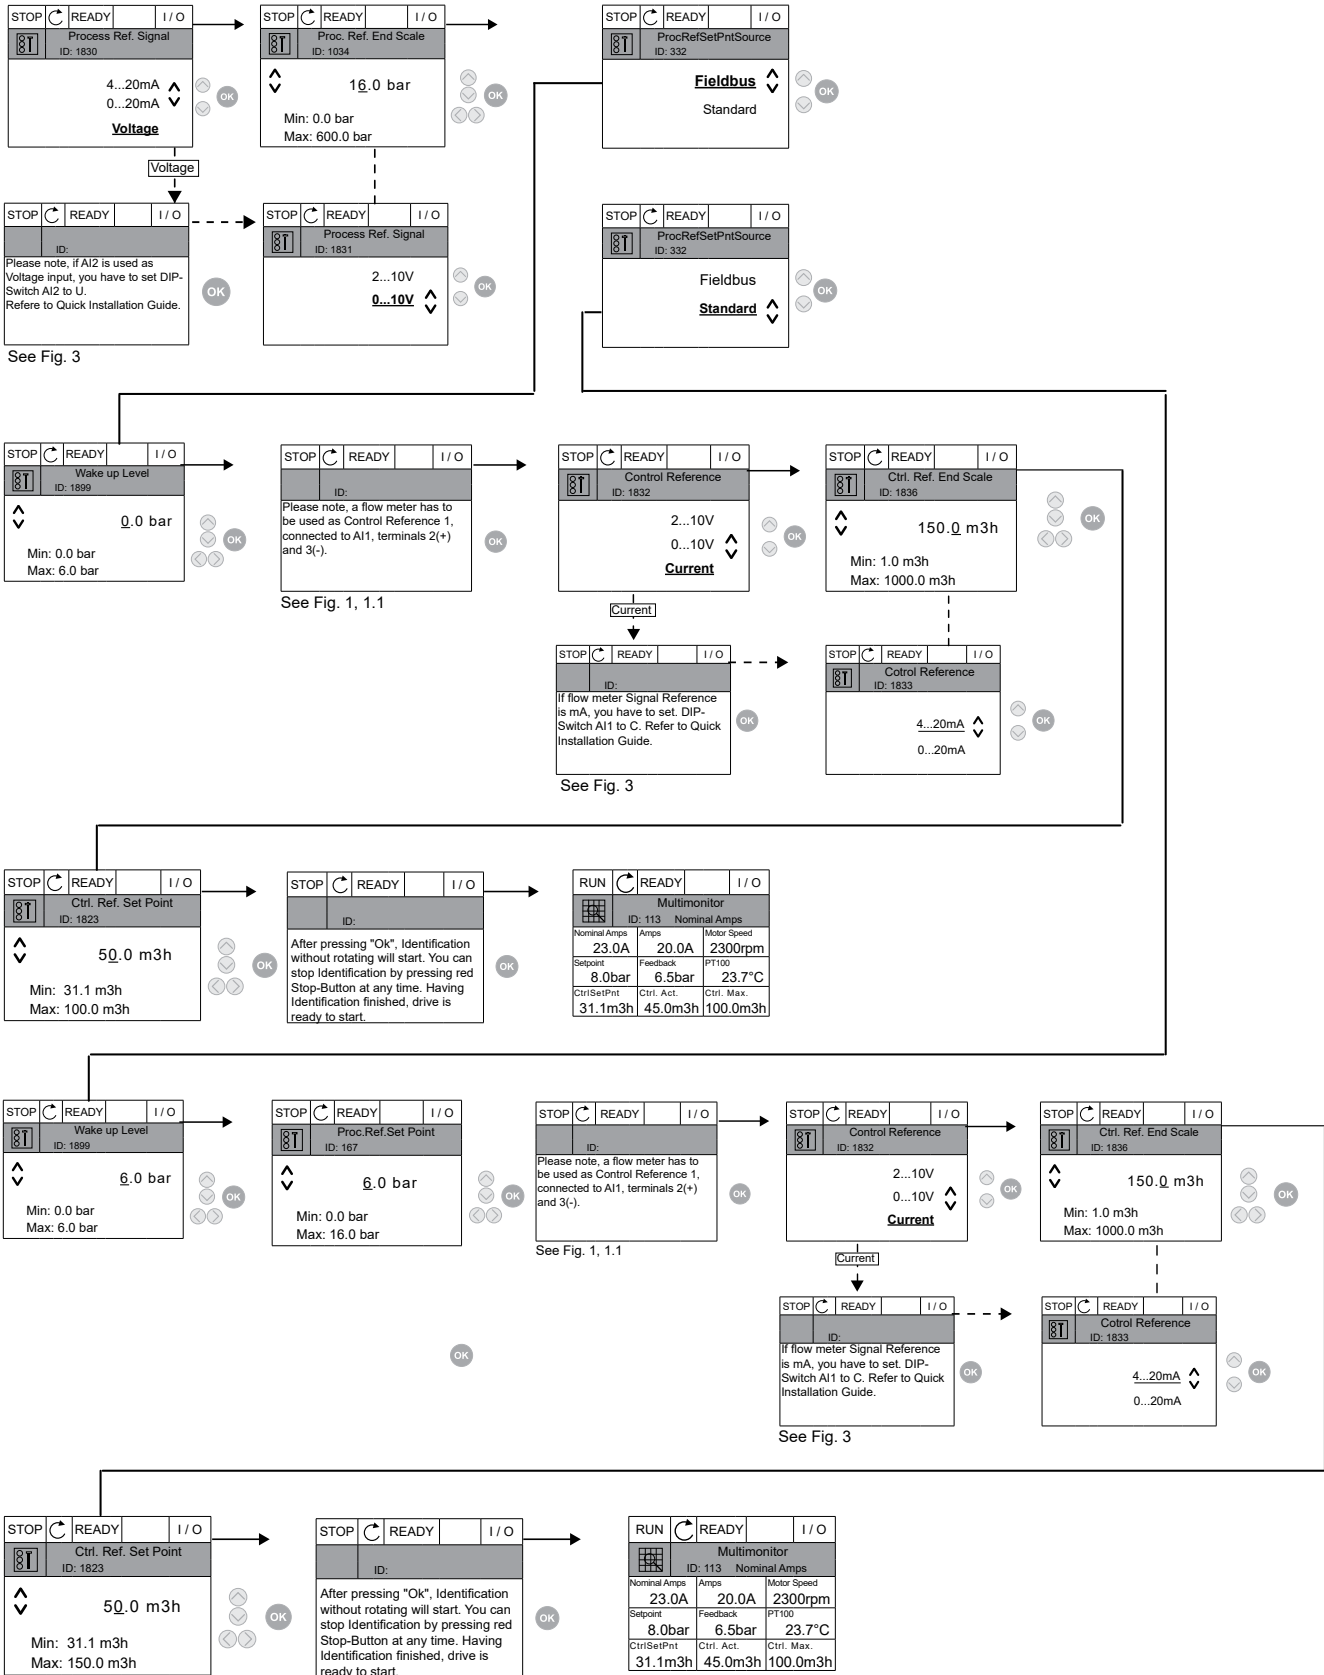 STOP READY I / O
Process Ref. Signal
ID: 1830
4...20mA
0...20mA
Voltage
OK
STOP READY I / O
Proc. Ref. End Scale
ID: 1034
16.0 bar
Min: 0.0 bar
Max: 600.0 bar
OK
STOP READY I / O
ProcRefSetPntSource
ID: 332
Fieldbus
Standard
OK
Voltage
STOP READY I / O
ID:
Please note, if AI2 is used as
Voltage input, you have to set DIP-
Switch AI2 to U.
Refere to Quick Installation Guide.
OK
See Fig. 3
STOP READY I / O
Process Ref. Signal
ID: 1831
2...10V
0...10V
OK
STOP READY I / O
ProcRefSetPntSource
ID: 332
Fieldbus
Standard
OK
STOP READY I / O
Wake up Level
ID: 1899
0.0 bar
Min: 0.0 bar
Max: 6.0 bar
OK
STOP READY I / O
ID:
Please note, a flow meter has to
be used as Control Reference 1,
connected to AI1, terminals 2(+)
and 3(-).
OK
See Fig. 1, 1.1
STOP READY I / O
Control Reference
ID: 1832
2...10V
0...10V
Current
OK
STOP READY I / O
Ctrl. Ref. End Scale
ID: 1836
150.0 m3h
Min: 1.0 m3h
Max: 1000.0 m3h
OK
Current
STOP READY I / O
ID:
If flow meter Signal Reference
is mA, you have to set. DIP-
Switch AI1 to C. Refer to Quick
Installation Guide.
OK
See Fig. 3
STOP READY I / O
Cotrol Reference
ID: 1833
4...20mA
0...20mA
OK
STOP READY I / O
Ctrl. Ref. Set Point
ID: 1823
50.0 m3h
Min: 31.1 m3h
Max: 100.0 m3h
OK
STOP READY I / O
ID:
After pressing "Ok", Identification
without rotating will start. You can
stop Identification by pressing red
Stop-Button at any time. Having
Identification finished, drive is
ready to start.
OK
RUN READY I / O
Multimonitor
ID: 113 Nominal Amps
Nominal Amps Amps Motor Speed
23.0A 20.0A 2300rpm
Setpoint Feedback PT100
8.0bar 6.5bar 23.7°C
CtrlSetPnt Ctrl. Act. Ctrl. Max.
31.1m3h 45.0m3h 100.0m3h
STOP READY I / O
Wake up Level
ID: 1899
6.0 bar
Min: 0.0 bar
Max: 6.0 bar
OK
STOP READY I / O
Proc.Ref.Set Point
ID: 167
6.0 bar
Min: 0.0 bar
Max: 16.0 bar
OK
STOP READY I / O
ID:
Please note, a flow meter has to
be used as Control Reference 1,
connected to AI1, terminals 2(+)
and 3(-).
OK
See Fig. 1, 1.1
STOP READY I / O
Control Reference
ID: 1832
2...10V
0...10V
Current
OK
STOP READY I / O
Ctrl. Ref. End Scale
ID: 1836
150.0 m3h
Min: 1.0 m3h
Max: 1000.0 m3h
OK
Current
OK
STOP READY I / O
ID:
If flow meter Signal Reference
is mA, you have to set. DIP-
Switch AI1 to C. Refer to Quick
Installation Guide.
OK
See Fig. 3
STOP READY I / O
Cotrol Reference
ID: 1833
4...20mA
0...20mA
OK
STOP READY I / O
Ctrl. Ref. Set Point
ID: 1823
50.0 m3h
Min: 31.1 m3h
Max: 150.0 m3h
OK
STOP READY I / O
ID:
After pressing "Ok", Identification
without rotating will start. You can
stop Identification by pressing red
Stop-Button at any time. Having
Identification finished, drive is
ready to start.
OK
RUN READY I / O
Multimonitor
ID: 113 Nominal Amps
Nominal Amps Amps Motor Speed
23.0A 20.0A 2300rpm
Setpoint Feedback PT100
8.0bar 6.5bar 23.7°C
CtrlSetPnt Ctrl. Act. Ctrl. Max.
31.1m3h 45.0m3h 100.0m3h